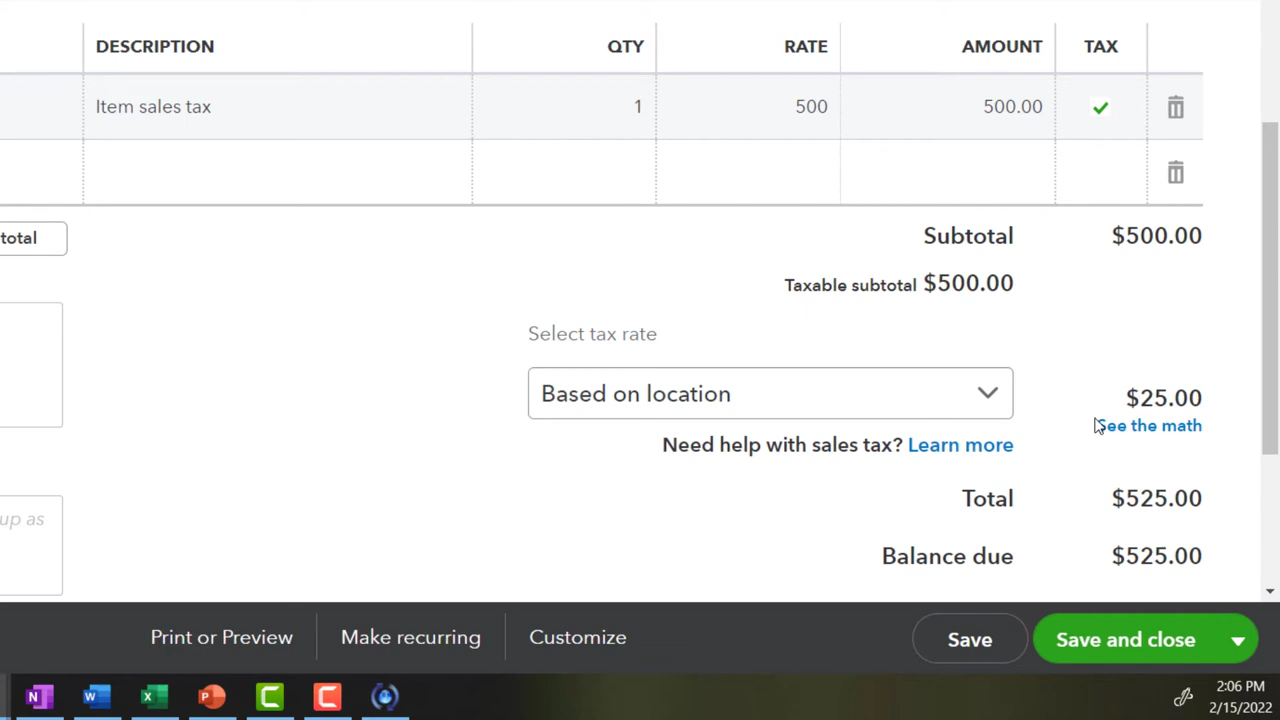 DESCRIPTION QTY RATE AMOUNT TAX
Item sales tax 1 500 500.00
total
Subtotal $500.00
Taxable subtotal $500.00
Select tax rate
Based on location $25.00
See the math
Need help with sales tax? Learn more
Total $525.00
up as
Balance due $525.00
Print or Preview Make recurring Customize Save Save and close
N W X P C C
2:06 PM
2/15/2022